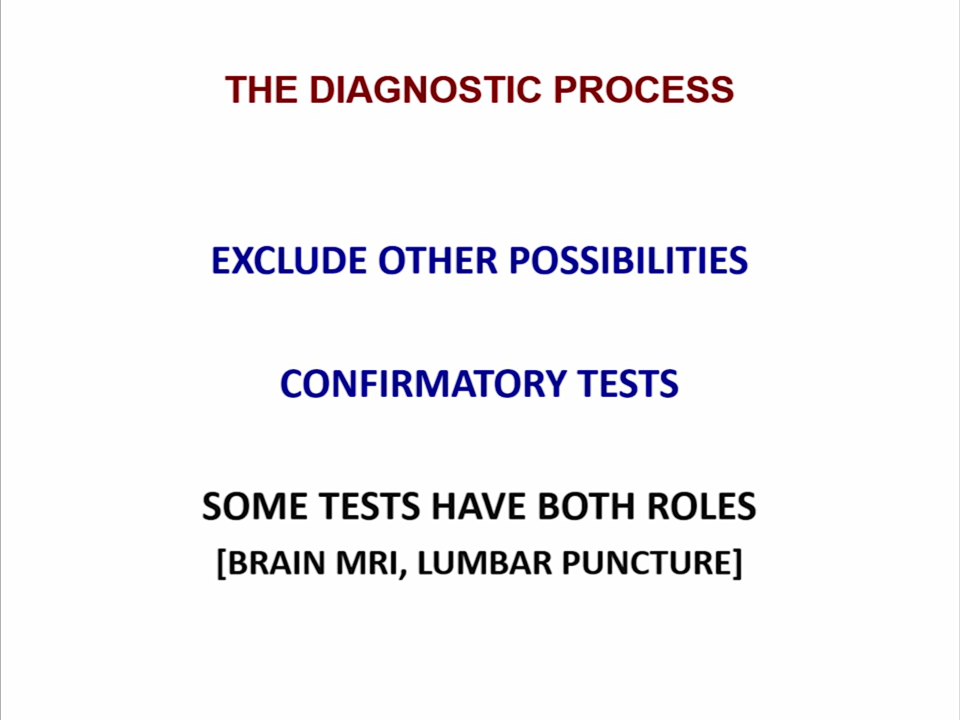 THE DIAGNOSTIC PROCESS
EXCLUDE OTHER POSSIBILITIES
CONFIRMATORY TESTS
SOME TESTS HAVE BOTH ROLES
[BRAIN MRI, LUMBAR PUNCTURE]